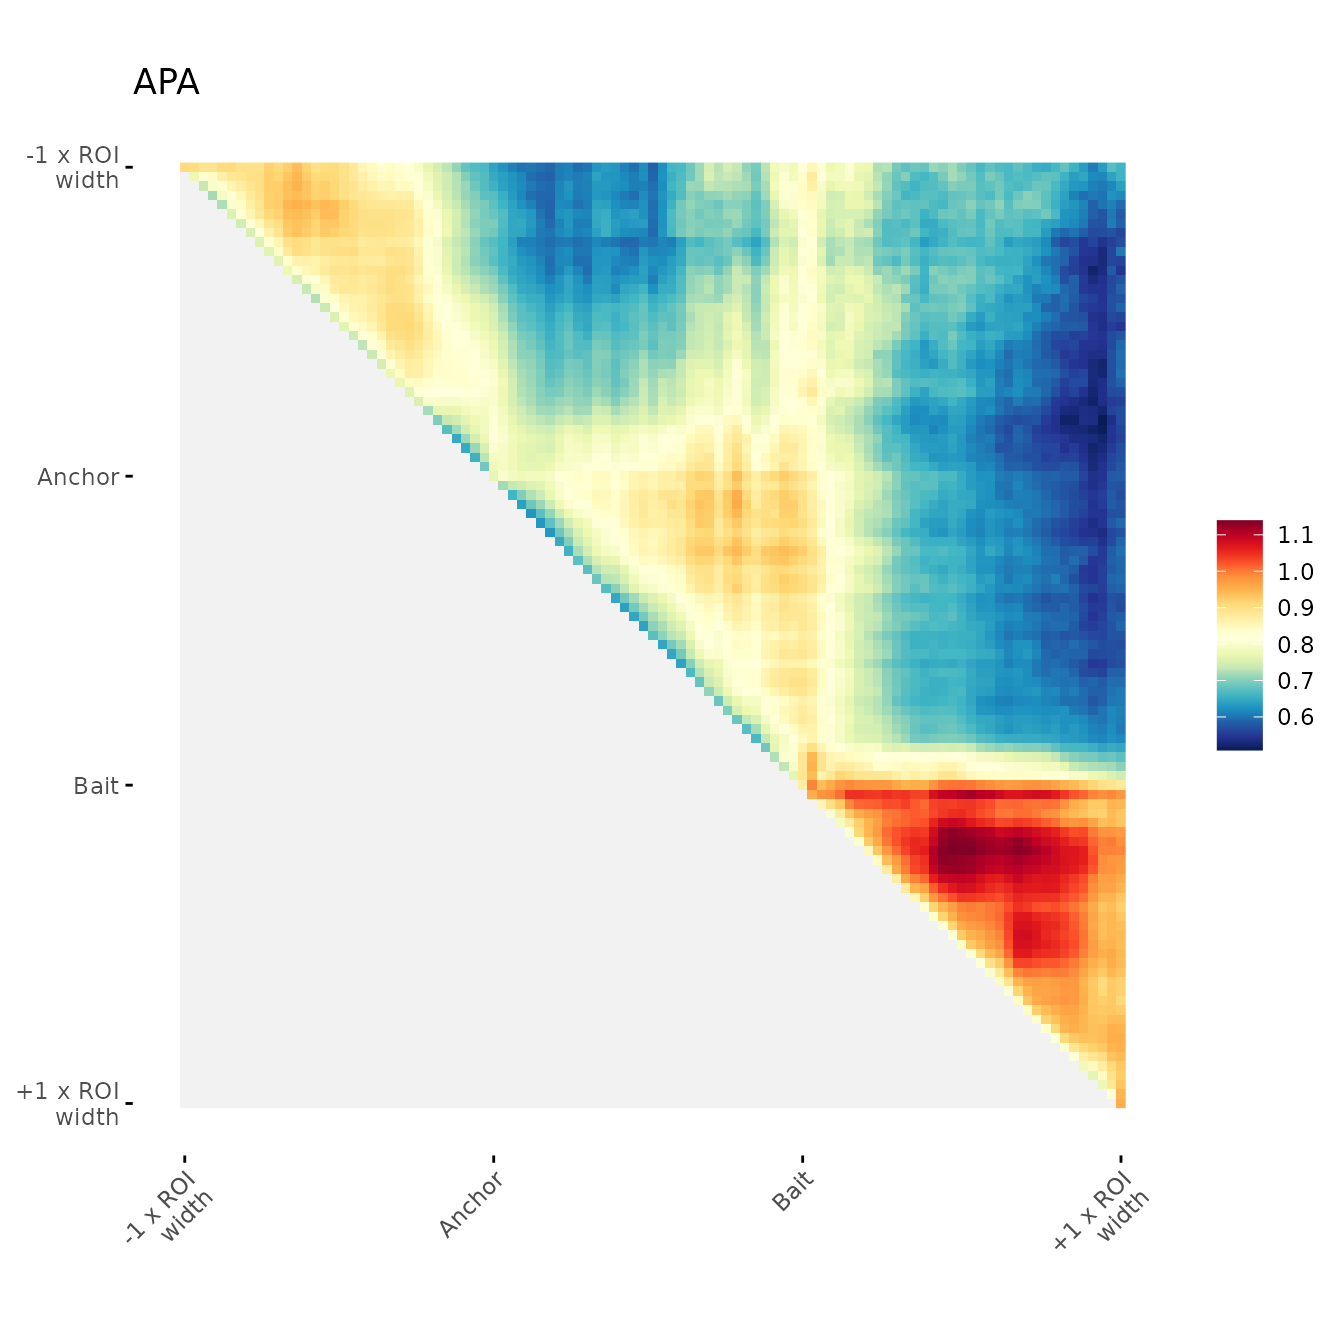 APA
-1 x ROI
width
Anchor
Bait
+1 x ROI
width
1.1
1.0
0.9
0.8
0.7
0.6
-1 x ROI
width
Anchor
Bait
+1 x ROI
width